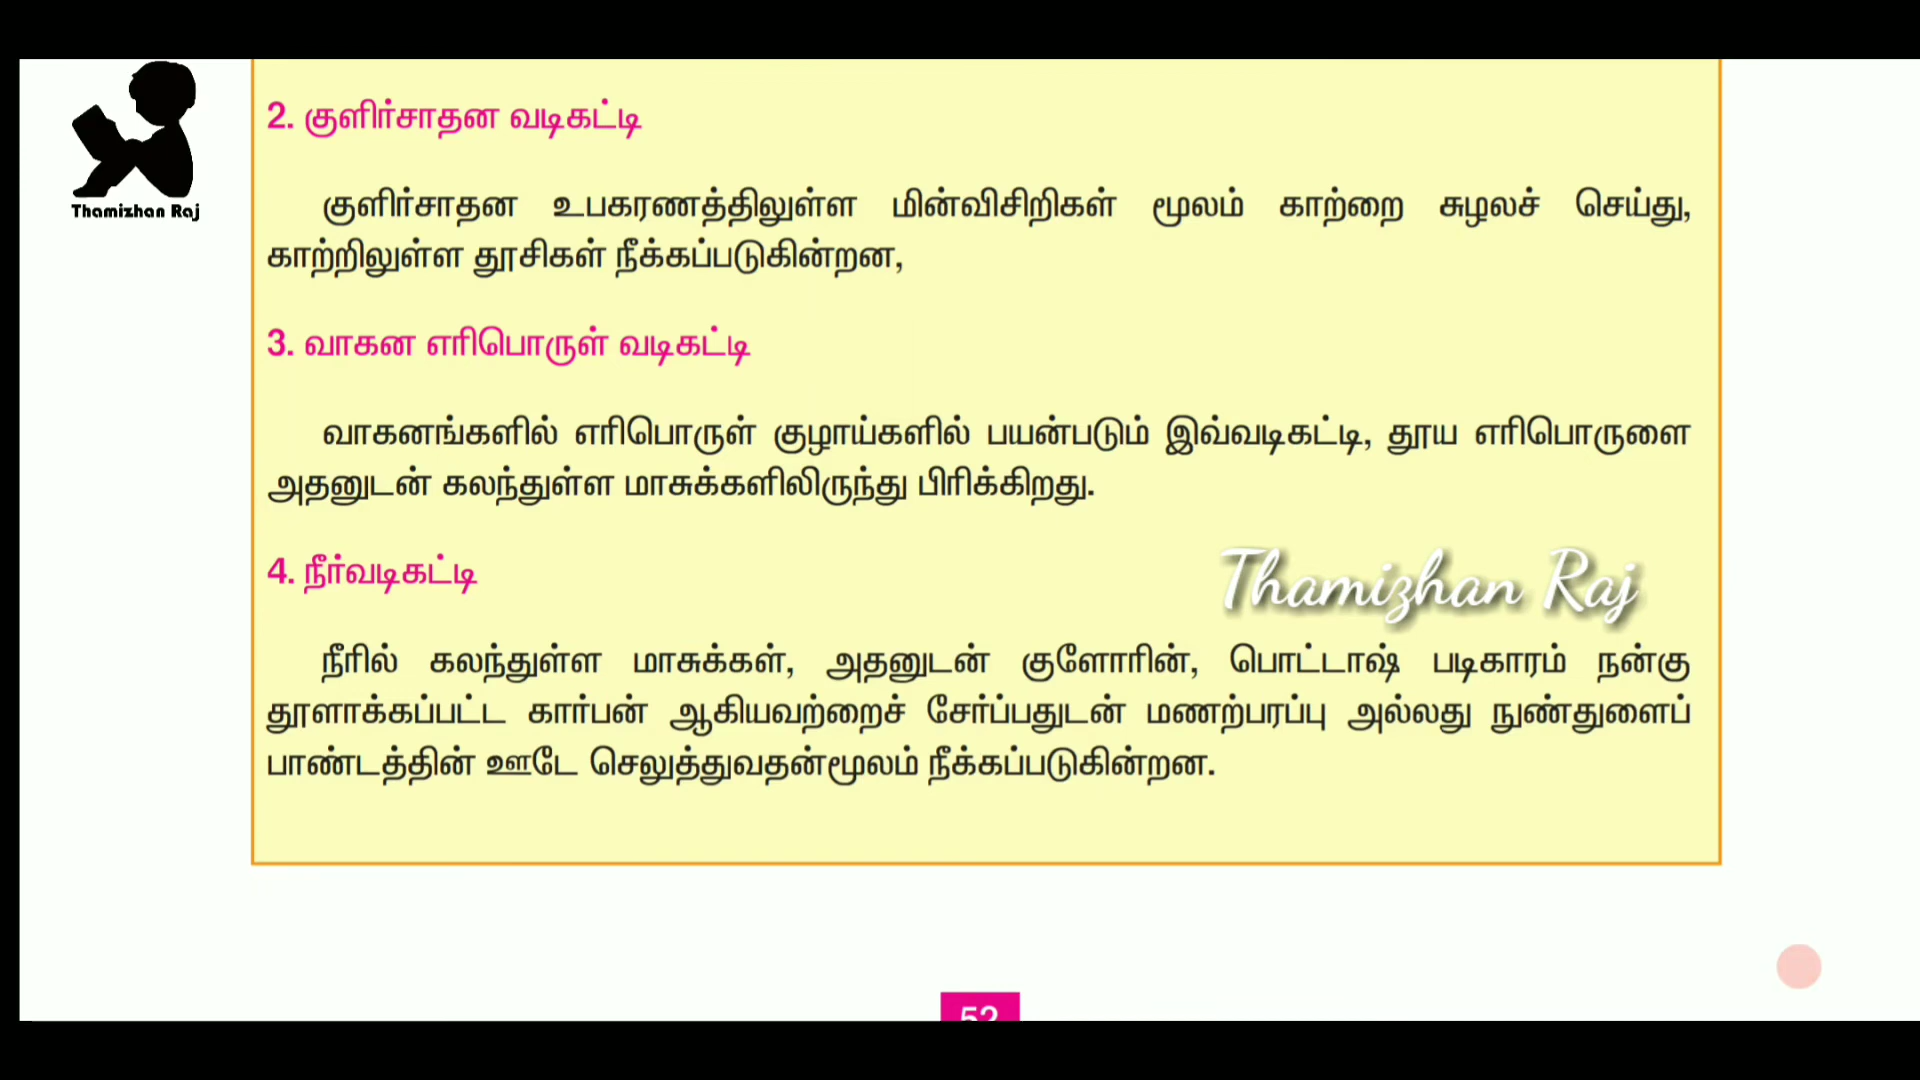 Thamizhan Raj
2. குளிர்சாதன வடிகட்டி
குளிர்சாதன உபகரணத்திலுள்ள மின்விசிறிகள் மூலம் காற்றை சுழலச் செய்து,
காற்றிலுள்ள தூசிகள் நீக்கப்படுகின்றன,
3. வாகன எரிபொருள் வடிகட்டி
வாகனங்களில் எரிபொருள் குழாய்களில் பயன்படும் இவ்வடிகட்டி, தூய எரிபொருளை
அதனுடன் கலந்துள்ள மாசுக்களிலிருந்து பிரிக்கிறது.
4. நீர்வடிகட்டி
Thamizhan Raj
நீரில் கலந்துள்ள மாசுக்கள், அதனுடன் குளோரின், பொட்டாஷ் படிகாரம் நன்கு
தூளாக்கப்பட்ட கார்பன் ஆகியவற்றைச் சேர்ப்பதுடன் மணற்பரப்பு அல்லது நுண்துளைப்
பாண்டத்தின் ஊடே செலுத்துவதன்மூலம் நீக்கப்படுகின்றன.
52